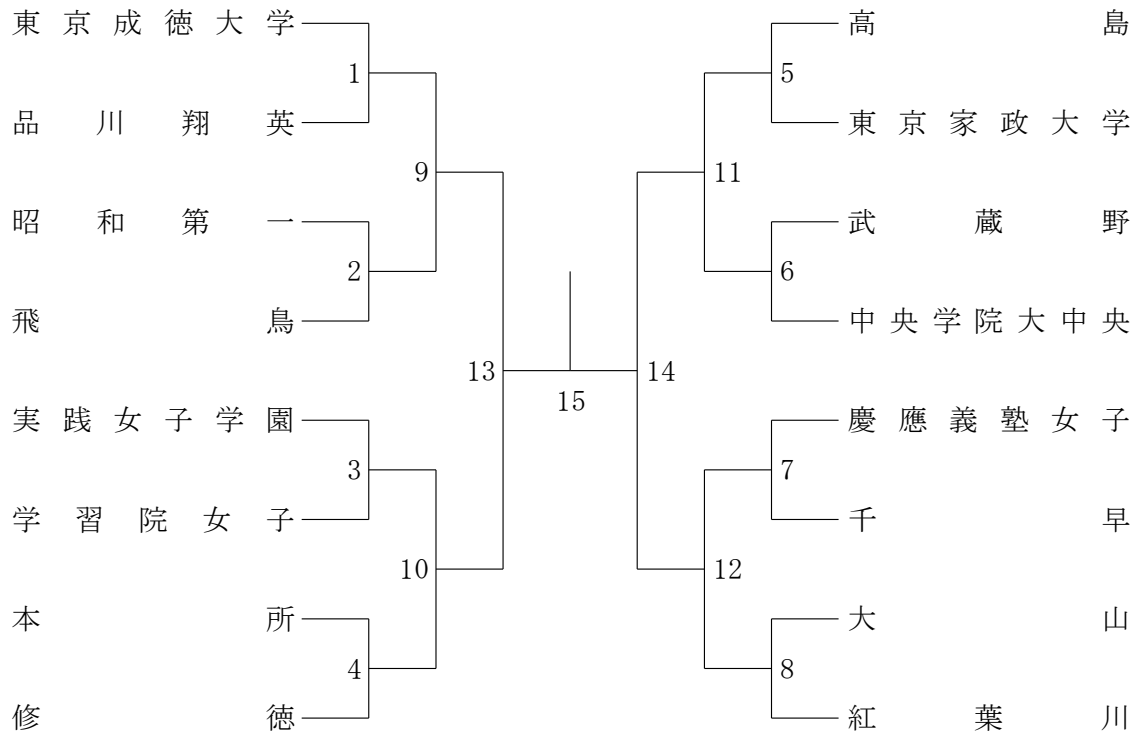 東京成徳大学
1
品川翔英
9
昭和第一
2
飛鳥
13
実践女子学園
3
学習院女子
10
本所
4
修徳
15
高島
5
東京家政大学
11
武蔵野
6
中央学院大中央
14
慶應義塾女子
7
千早
12
大山
8
紅葉川